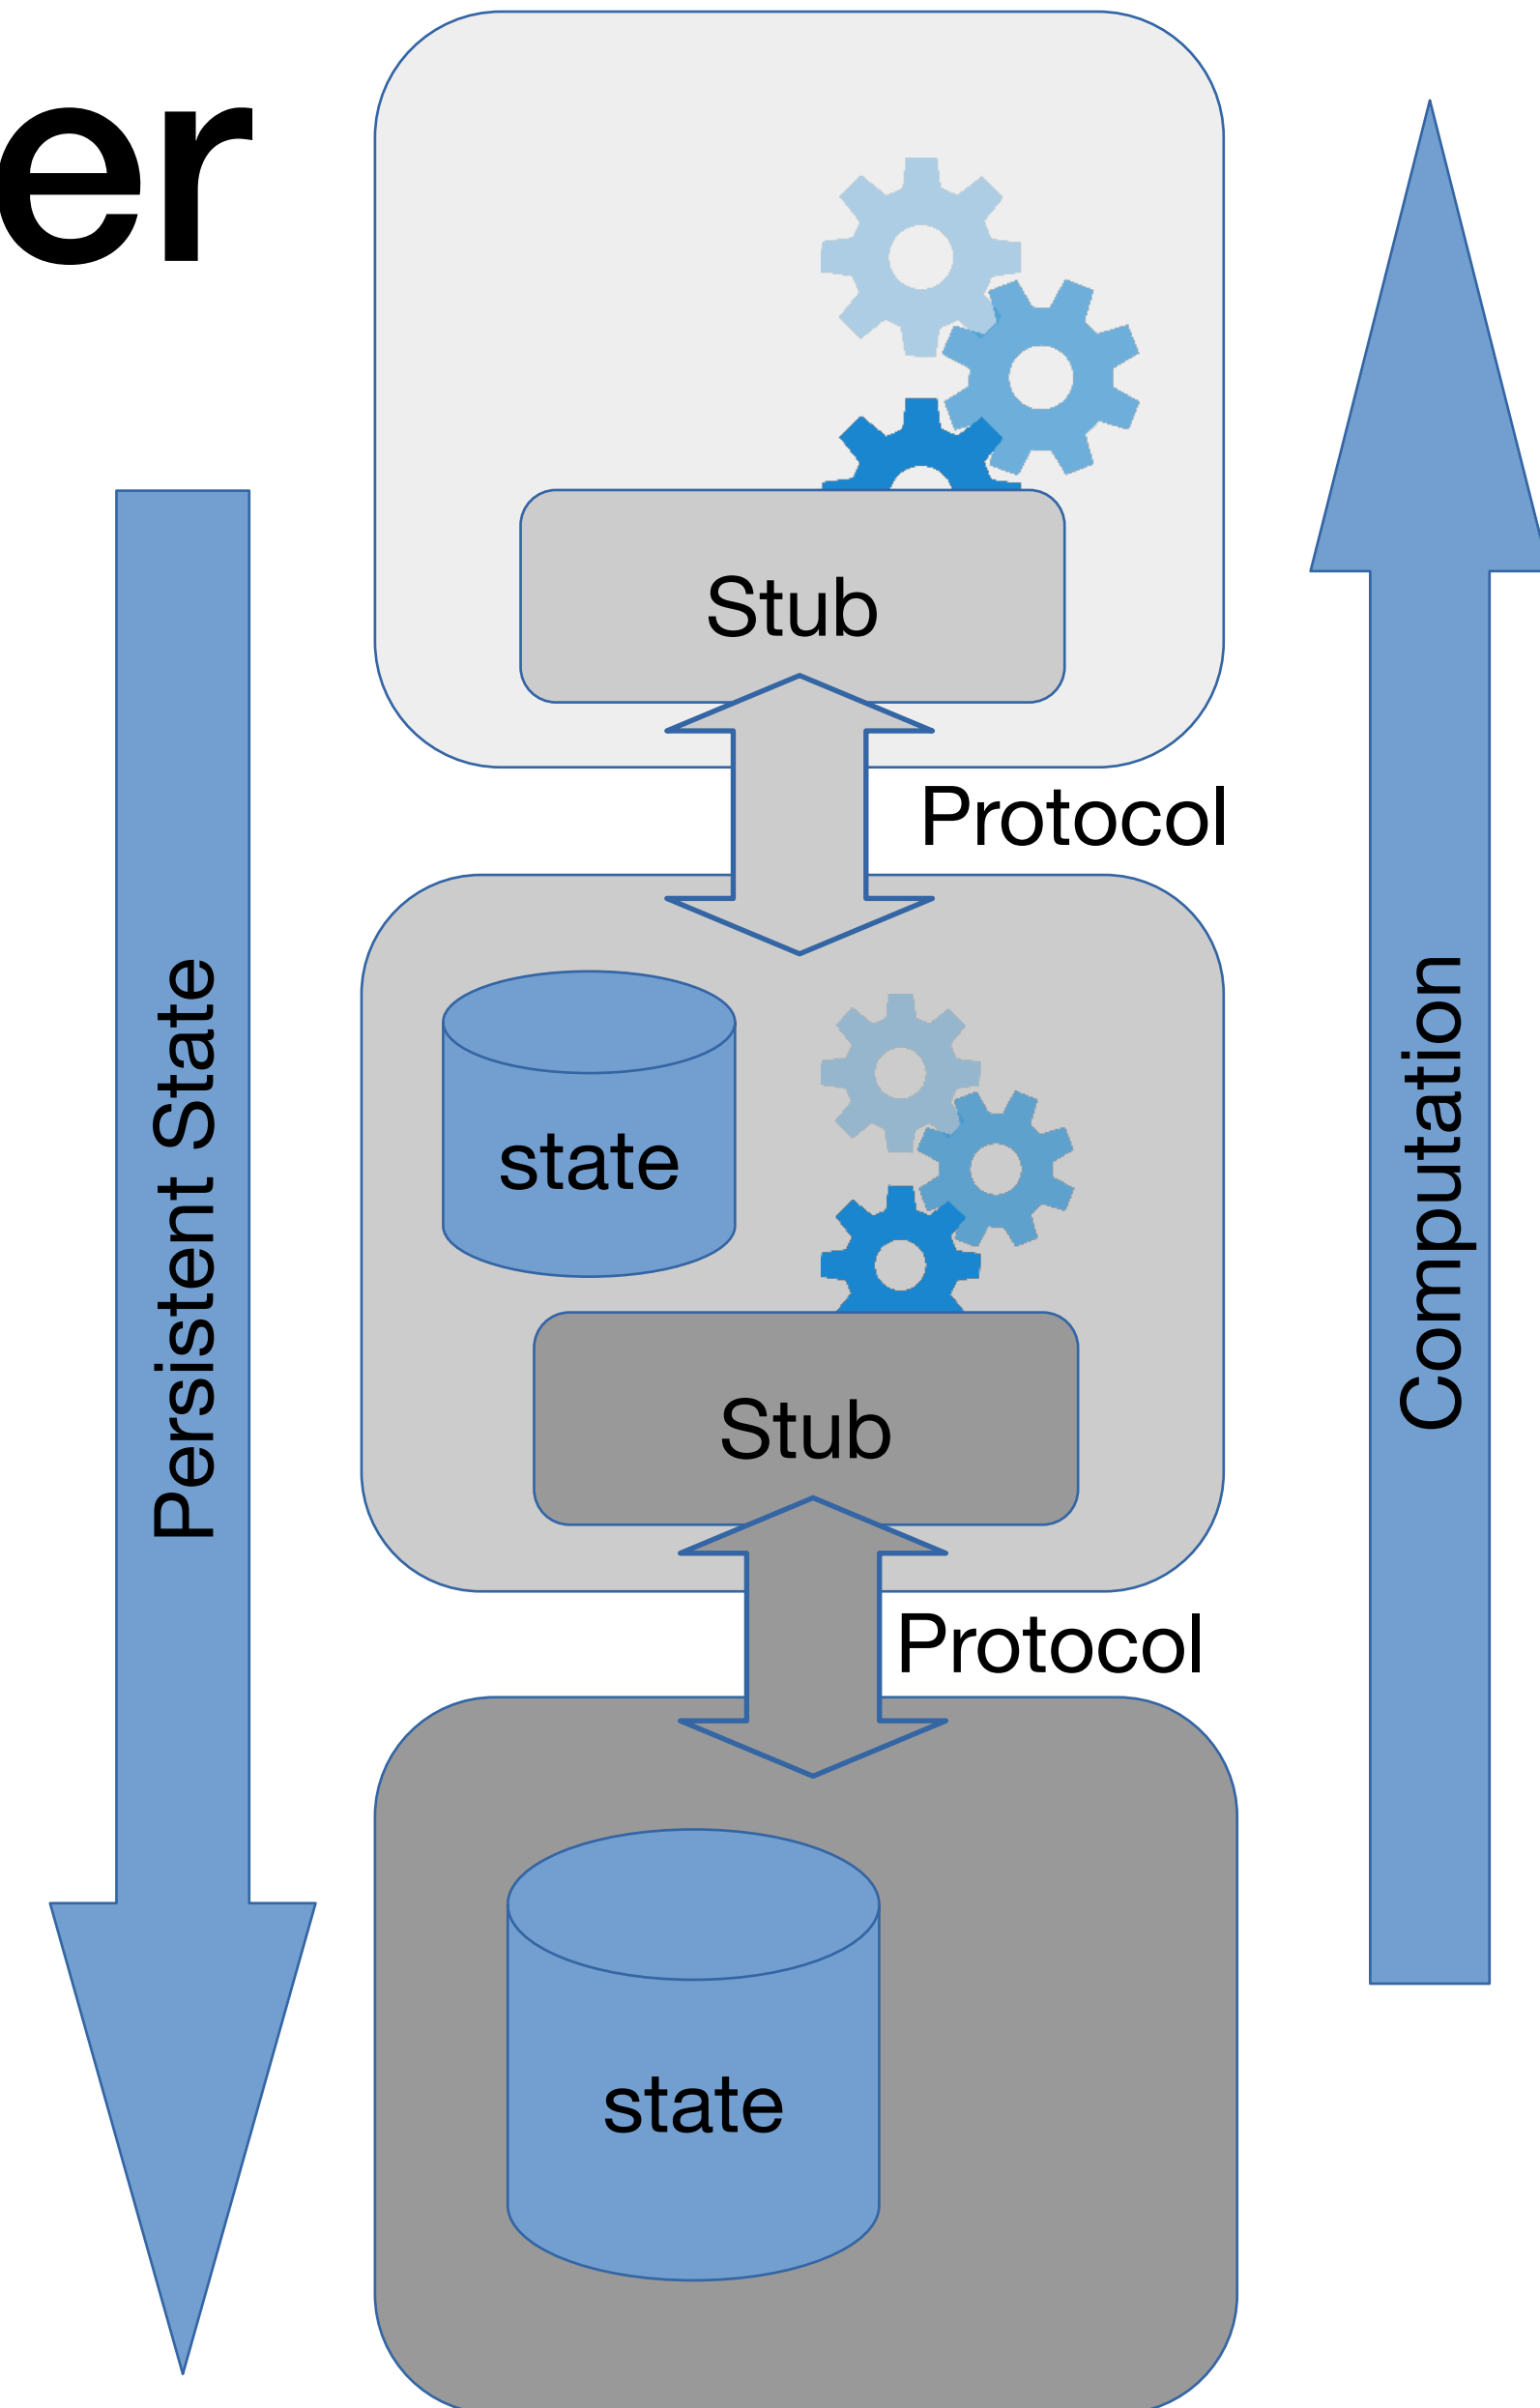 er
Stub
Protocol
Persistent State
Computation
state
Stub
Protocol
state